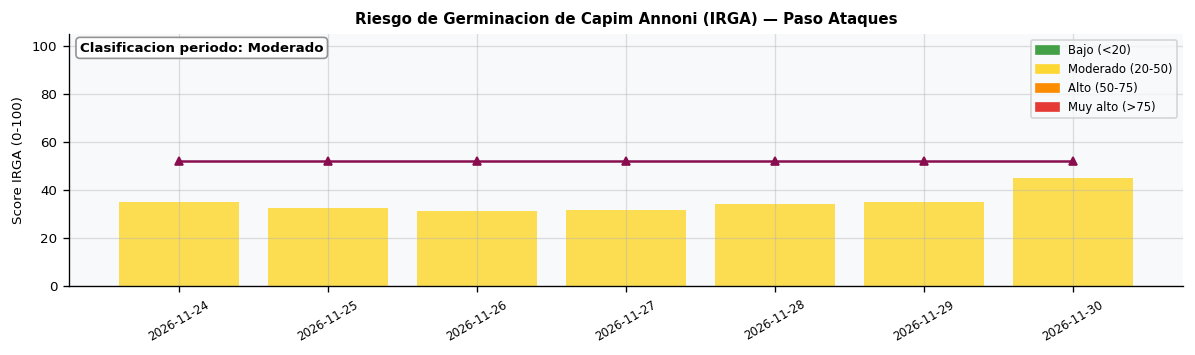 Riesgo de Germinacion de Capim Annoni (IRGA) — Paso Ataques
Clasificacion periodo: Moderado
Bajo (<20)
Moderado (20-50)
Alto (50-75)
Muy alto (>75)
Score IRGA (0-100)
100
80
60
40
20
0
2026-11-24
2026-11-25
2026-11-26
2026-11-27
2026-11-28
2026-11-29
2026-11-30